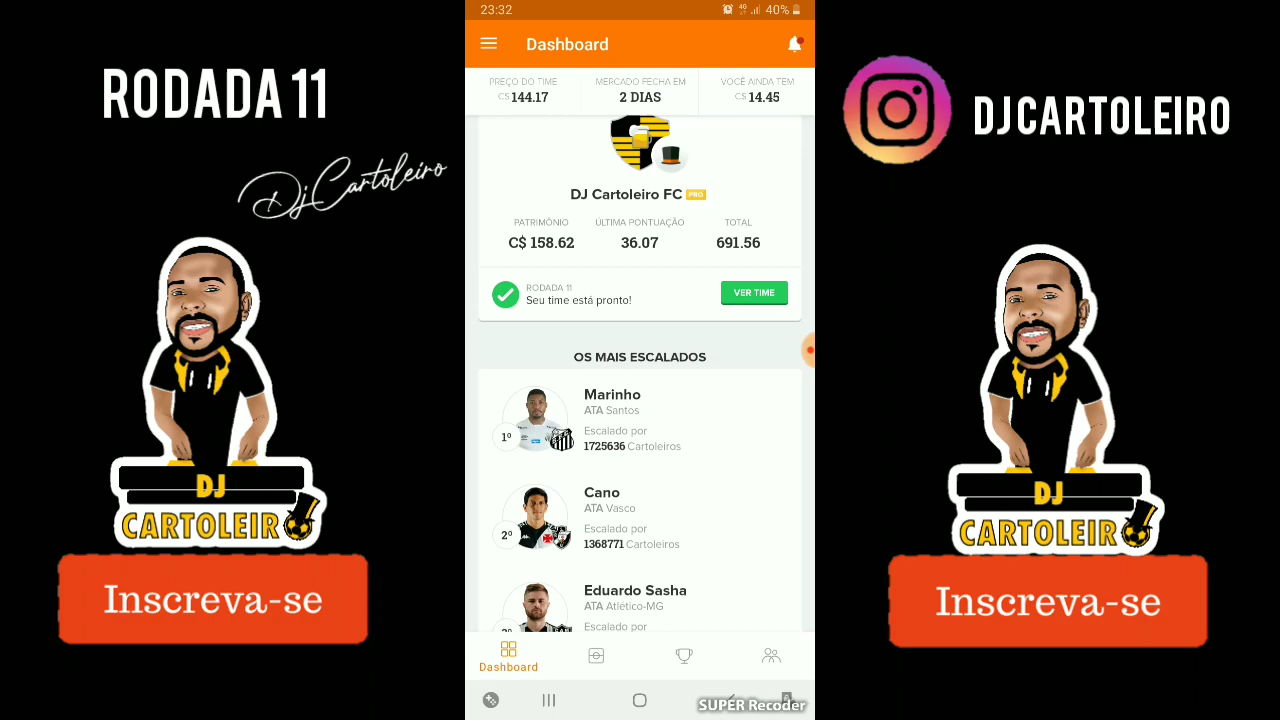 RODADA 11
DjCartoleiro
DJ
CARTOLEIRO
Inscreva-se
23:32
4G
40%
Dashboard
PREÇO DO TIME
C$ 144.17
MERCADO FECHA EM
2 DIAS
VOCÊ AINDA TEM
C$ 14.45
DJ Cartoleiro FC PRO
PATRIMÔNIO
C$ 158.62
ÚLTIMA PONTUAÇÃO
36.07
TOTAL
691.56
RODADA 11
Seu time está pronto!
VER TIME
OS MAIS ESCALADOS
1º
Marinho
ATA Santos
Escalado por
1725636 Cartoleiros
2º
Cano
ATA Vasco
Escalado por
1368771 Cartoleiros
Eduardo Sasha
ATA Atlético-MG
Escalado por
Dashboard
SUPER Recorder
DJCARTOLEIRO
DJ
CARTOLEIRO
Inscreva-se